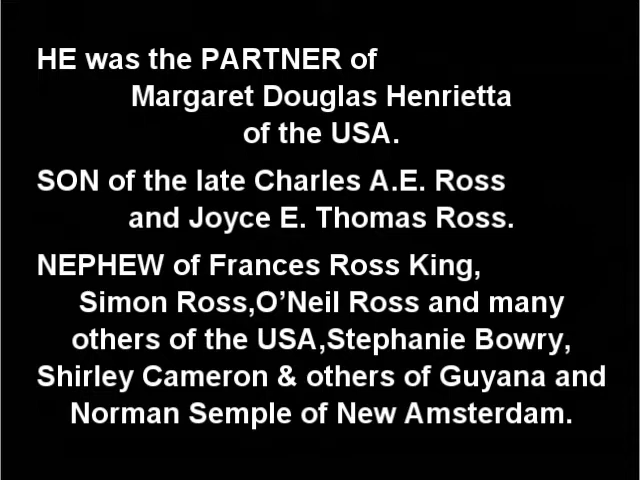 HE was the PARTNER of
Margaret Douglas Henrietta
of the USA.
SON of the late Charles A.E. Ross
and Joyce E. Thomas Ross.
NEPHEW of Frances Ross King,
Simon Ross,O’Neil Ross and many
others of the USA,Stephanie Bowry,
Shirley Cameron & others of Guyana and
Norman Semple of New Amsterdam.